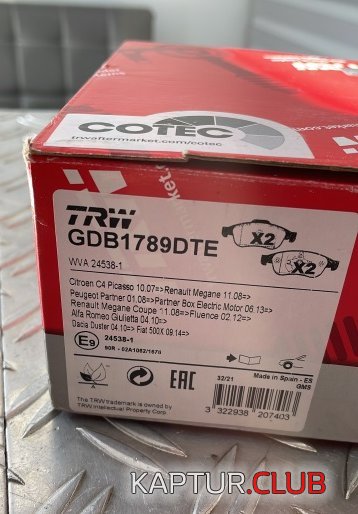 COTEC
trwaftermarket.com/cotec
TRW
GDB1789DTE
WVA 24538-1
X2
X2
Citroen C4 Picasso 10.07=> Renault Megane 11.08=>
Peugeot Partner 01.08=> Partner Box Electric Motor 06.13=>
Renault Megane Coupe 11.08=> Fluence 02.12=>
Alfa Romeo Giulietta 04.10=>
Dacia Duster 04.10=> Fiat 500X 09.14=>
E9
24538-1
90R - 02A1082/1676
EAC
32/21
Made in Spain - ES
GMS
The TRW trademark is owned by
TRW Intellectual Property Corp.
3 322938 207403
KAPTUR.CLUB